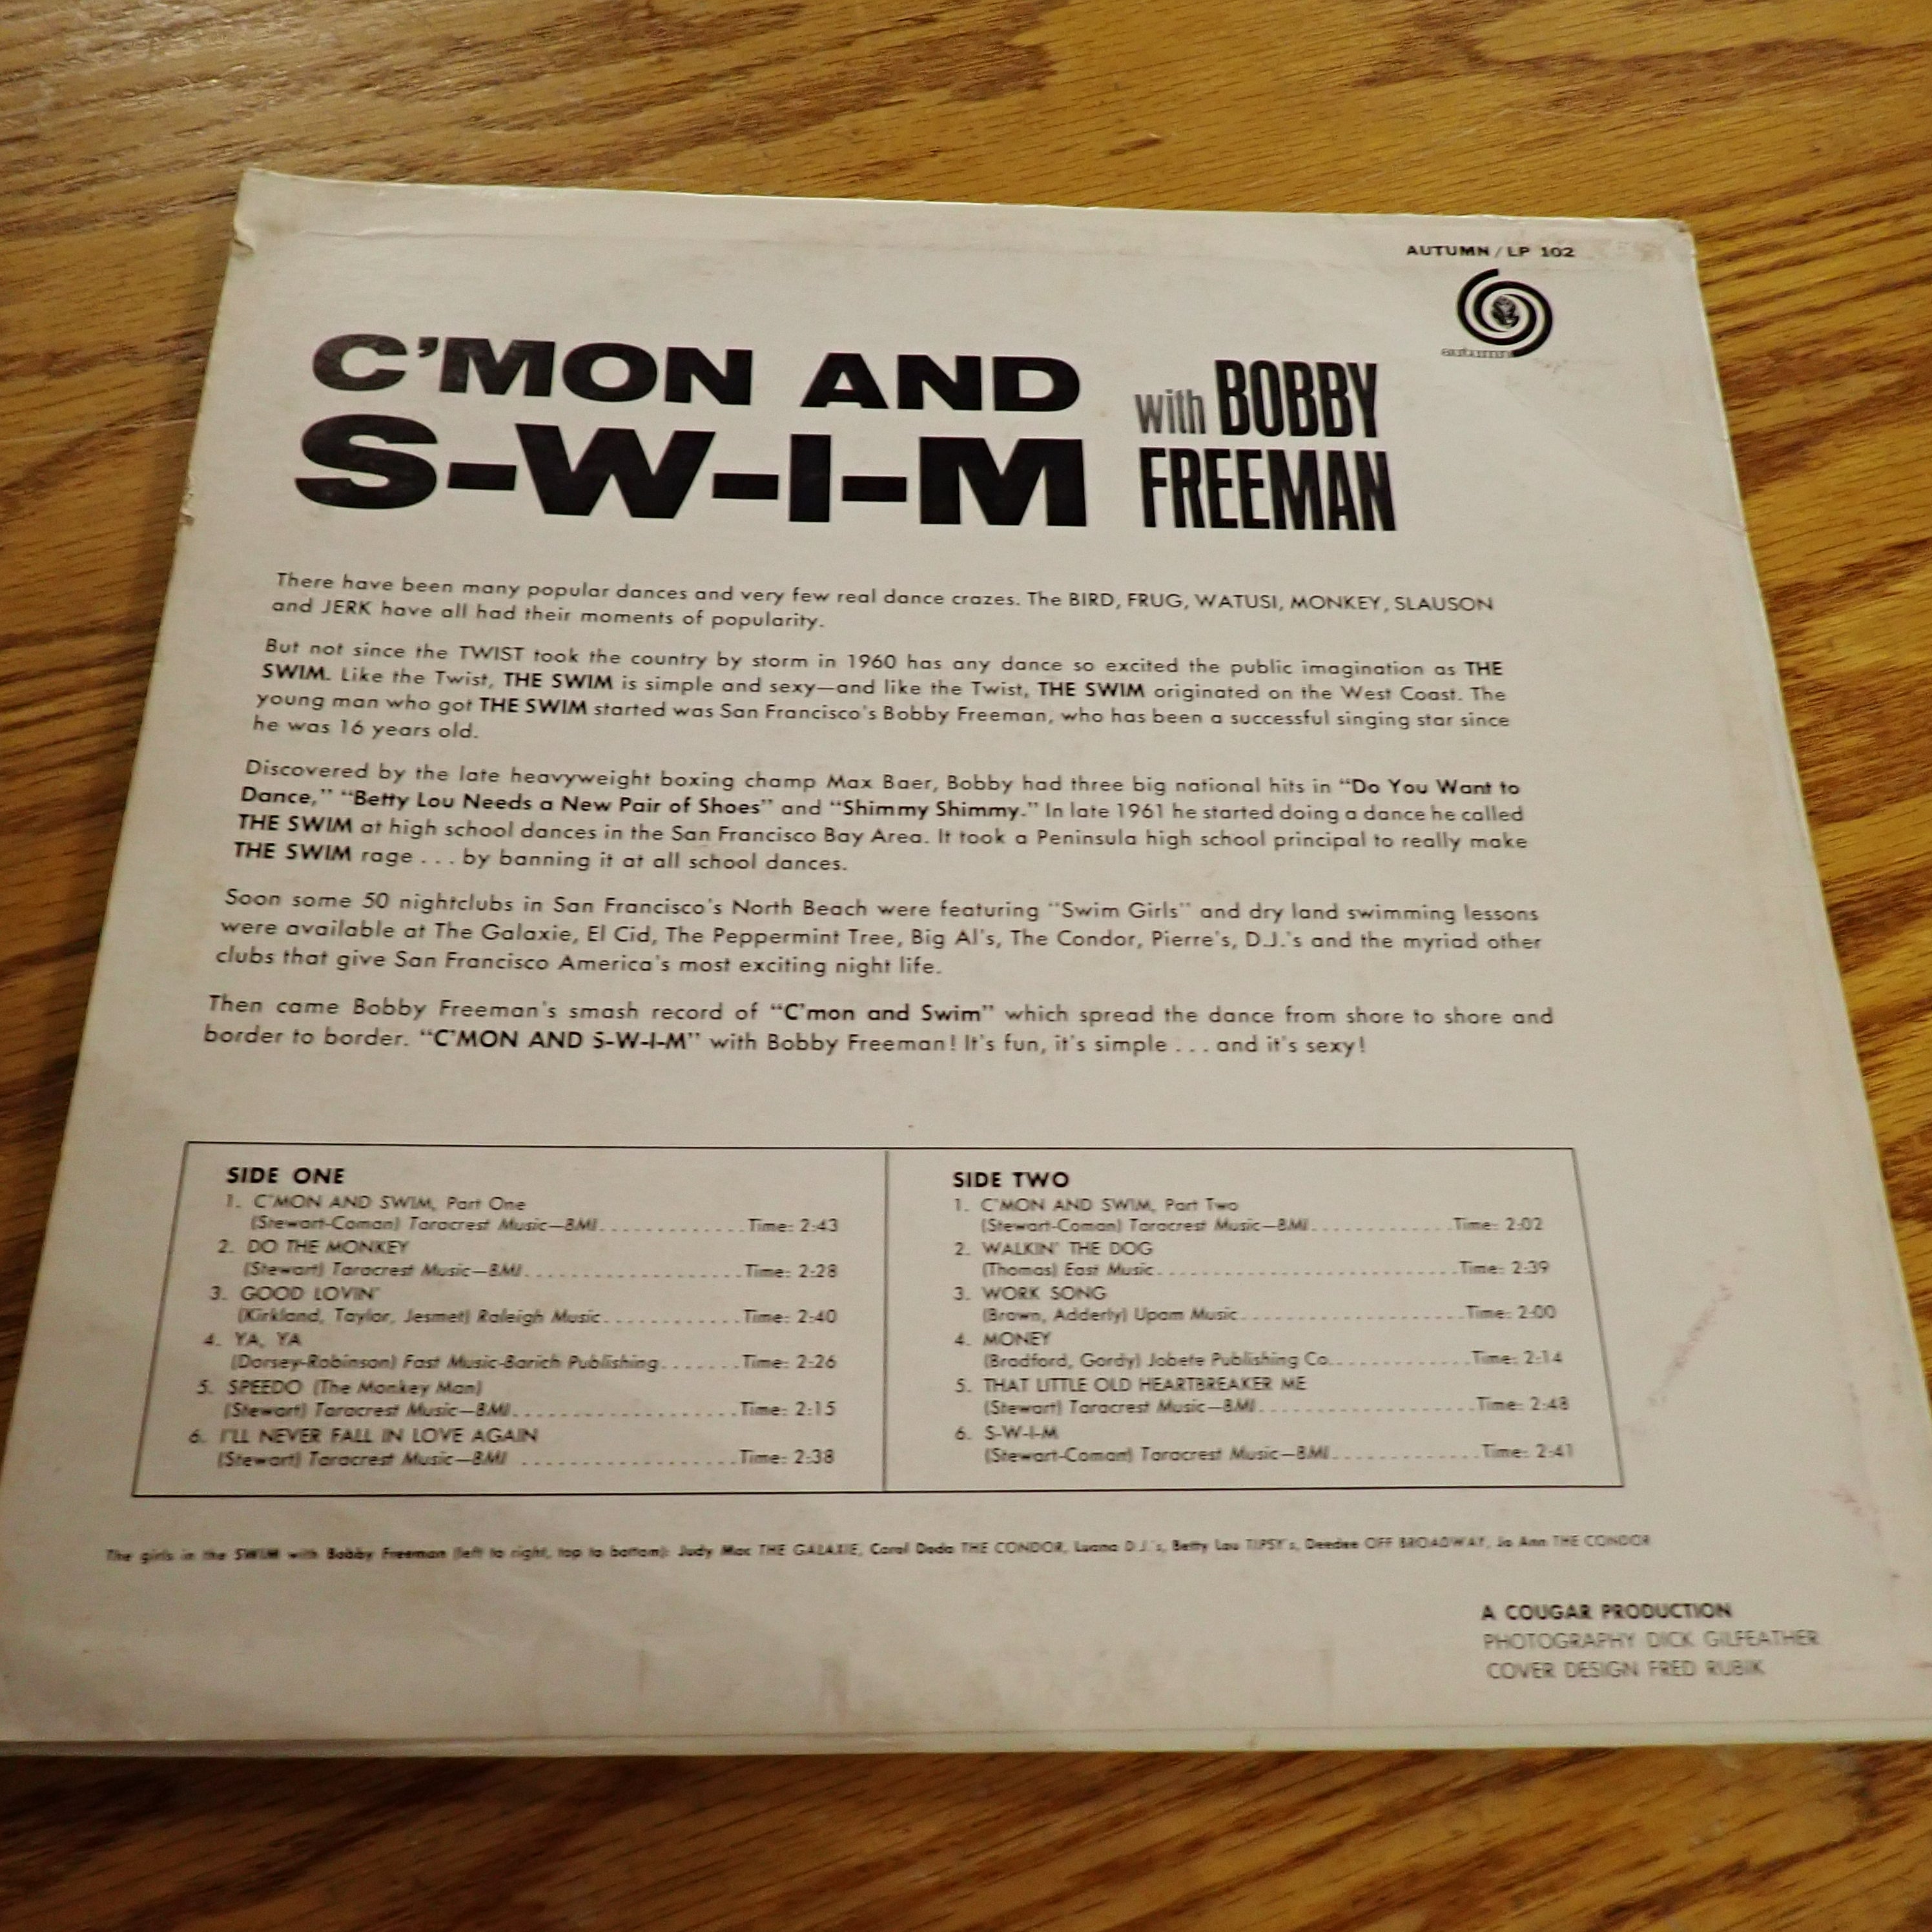 AUTUMN / LP 102
autumn
C'MON AND
S-W-I-M
with BOBBY
FREEMAN
There have been many popular dances and very few real dance crazes. The BIRD, FRUG, WATUSI, MONKEY, SLAUSON
and JERK have all had their moments of popularity.
But not since the TWIST took the country by storm in 1960 has any dance so excited the public imagination as THE
SWIM. Like the Twist, THE SWIM is simple and sexy—and like the Twist, THE SWIM originated on the West Coast. The
young man who got THE SWIM started was San Francisco's Bobby Freeman, who has been a successful singing star since
he was 16 years old.
Discovered by the late heavyweight boxing champ Max Baer, Bobby had three big national hits in “Do You Want to
Dance,” “Betty Lou Needs a New Pair of Shoes” and “Shimmy Shimmy.” In late 1961 he started doing a dance he called
THE SWIM at high school dances in the San Francisco Bay Area. It took a Peninsula high school principal to really make
THE SWIM rage . . . by banning it at all school dances.
Soon some 50 nightclubs in San Francisco's North Beach were featuring “Swim Girls” and dry land swimming lessons
were available at The Galaxie, El Cid, The Peppermint Tree, Big Al's, The Condor, Pierre's, D.J.'s and the myriad other
clubs that give San Francisco America's most exciting night life.
Then came Bobby Freeman's smash record of “C'mon and Swim” which spread the dance from shore to shore and
border to border. “C'MON AND S-W-I-M” with Bobby Freeman! It's fun, it's simple . . . and it's sexy!
SIDE ONE
1. C'MON AND SWIM, Part One
(Stewart-Coman) Taracrest Music—BMI. . . . . . . . . . . . . Time: 2:43
2. DO THE MONKEY
(Stewart) Taracrest Music—BMI. . . . . . . . . . . . . . . . . . . Time: 2:28
3. GOOD LOVIN'
(Kirkland, Taylor, Jesmet) Raleigh Music. . . . . . . . . . . . Time: 2:40
4. YA, YA
(Dorsey-Robinson) Fast Music-Barich Publishing. . . . . . . Time: 2:26
5. SPEEDO (The Monkey Man)
(Stewart) Taracrest Music—BMI. . . . . . . . . . . . . . . . . . . Time: 2:15
6. I'LL NEVER FALL IN LOVE AGAIN
(Stewart) Taracrest Music—BMI . . . . . . . . . . . . . . . . . . Time: 2:38
SIDE TWO
1. C'MON AND SWIM, Part Two
(Stewart-Coman) Taracrest Music—BMI. . . . . . . . . . . . . Time: 2:02
2. WALKIN' THE DOG
(Thomas) East Music. . . . . . . . . . . . . . . . . . . . . . . . . . Time: 2:39
3. WORK SONG
(Brown, Adderly) Upam Music. . . . . . . . . . . . . . . . . . . Time: 2:00
4. MONEY
(Bradford, Gordy) Jobete Publishing Co. . . . . . . . . . . . . Time: 2:14
5. THAT LITTLE OLD HEARTBREAKER ME
(Stewart) Taracrest Music—BMI. . . . . . . . . . . . . . . . . . . Time: 2:48
6. S-W-I-M
(Stewart-Coman) Taracrest Music—BMI. . . . . . . . . . . . . Time: 2:41
The girls in the SWIM with Bobby Freeman (left to right, top to bottom): Judy Mac THE GALAXIE, Carol Doda THE CONDOR, Luana D.J.'s, Betty Lou TIPSY's, Deedee OFF BROADWAY, Jo Ann THE CONDOR
A COUGAR PRODUCTION
PHOTOGRAPHY DICK GILFEATHER
COVER DESIGN FRED RUBIK